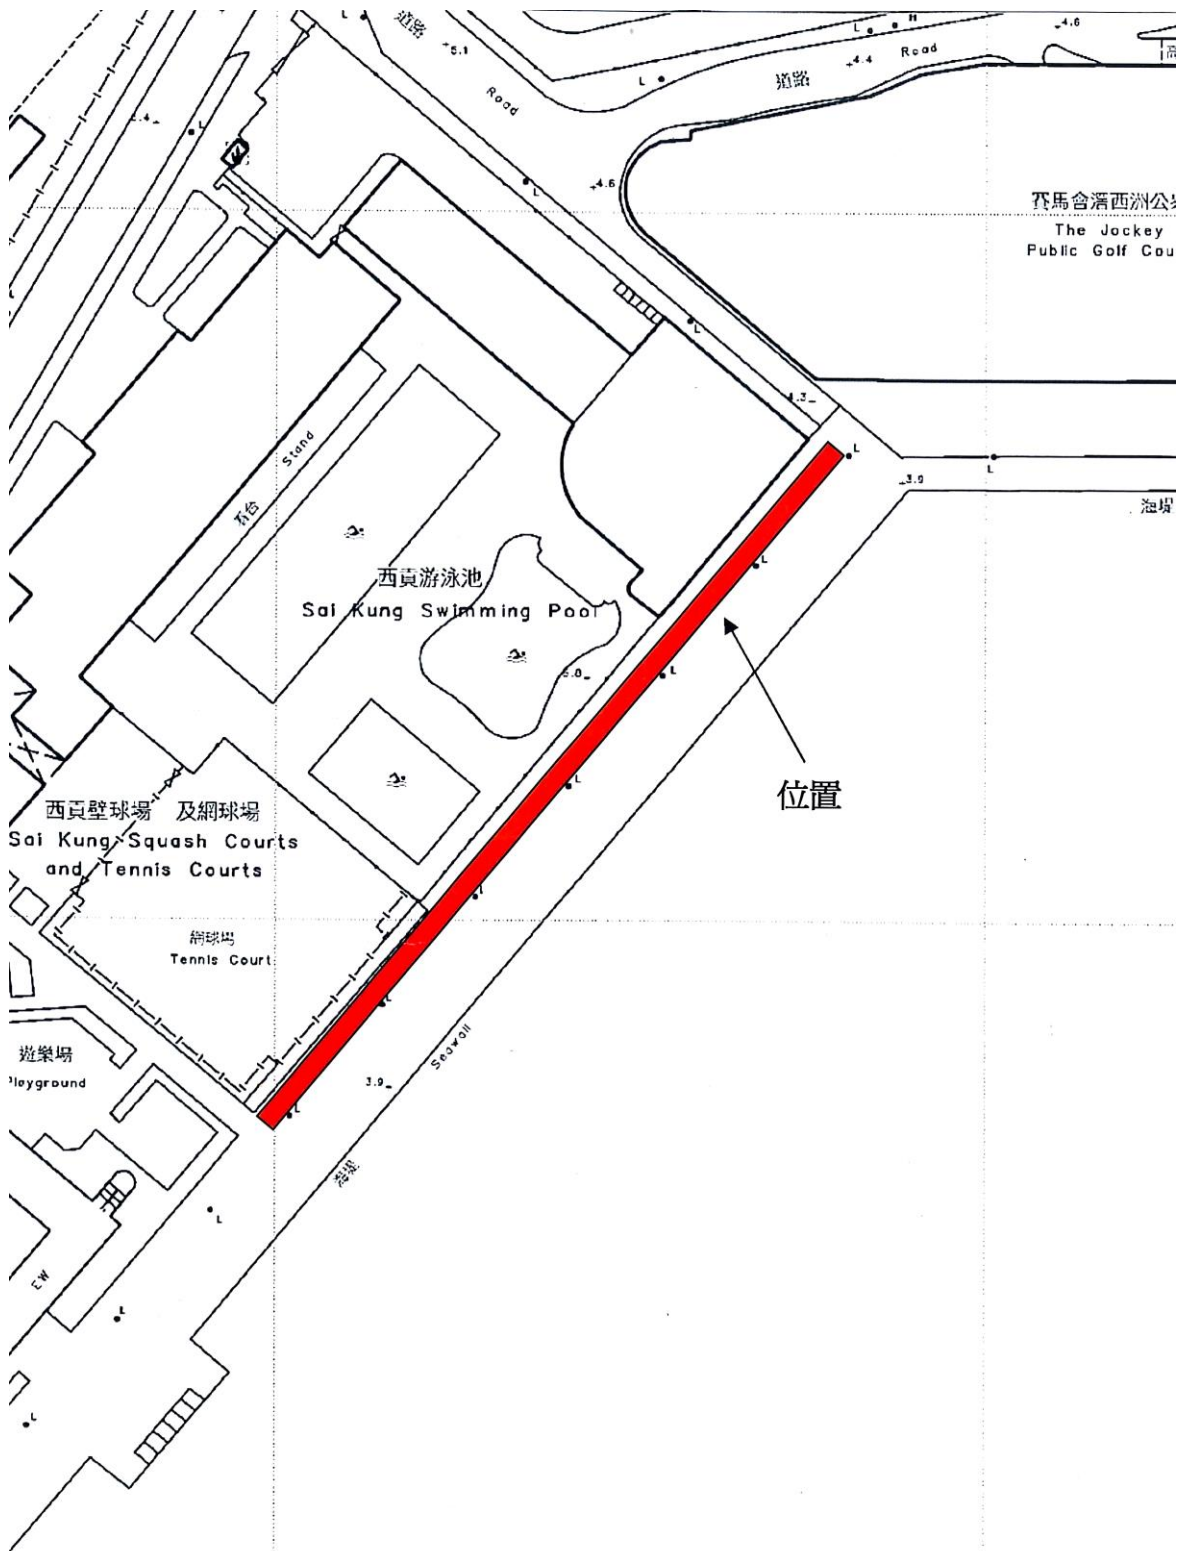 道路
Road
5.1
L
L
M
L
Road
4.4
道路
4.6
L
L
4.6
賽馬會滘西洲公
The Jockey
Public Golf Cou
L
4.3
L
L
3.9
海堤
Stand
石台
西貢游泳池
Sai Kung Swimming Pool
L
L
L
位置
L
西貢壁球場 及網球場
Sai Kung Squash Courts
and Tennis Courts
網球場
Tennis Court
L
Seawall
3.9
L
遊樂場
Playground
海堤
L
EW
L
L